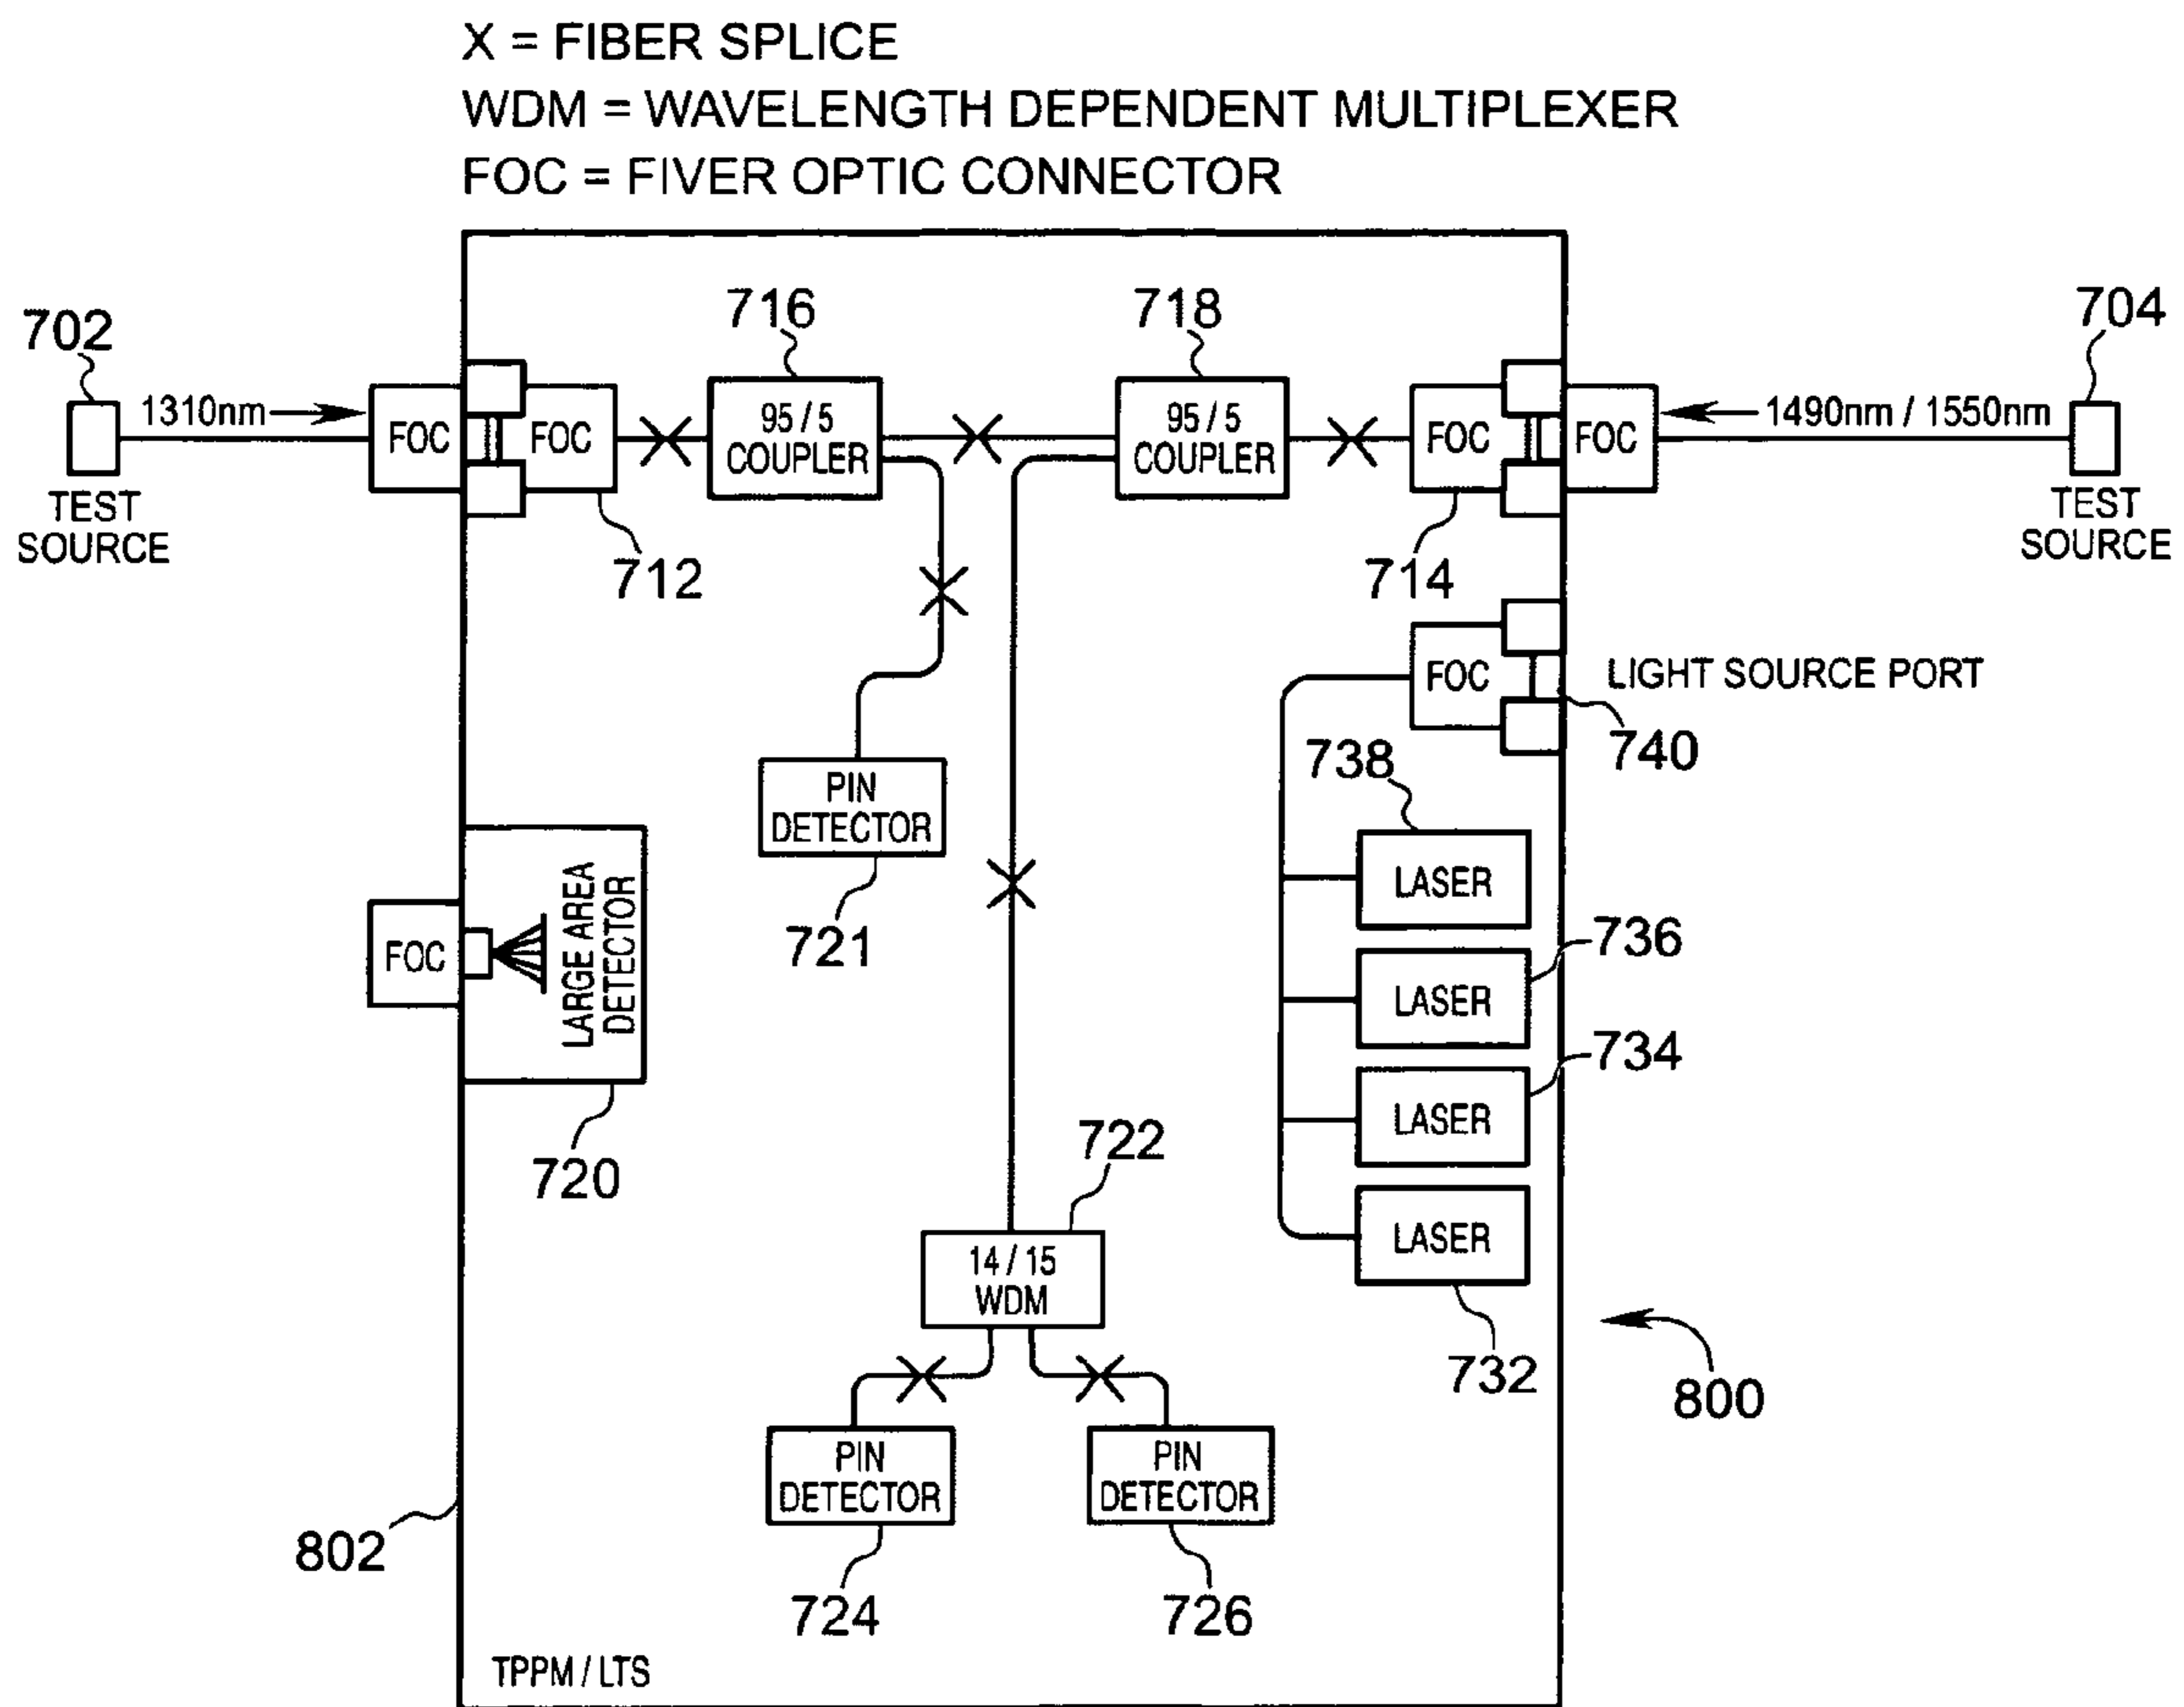 X = FIBER SPLICE
WDM = WAVELENGTH DEPENDENT MULTIPLEXER
FOC = FIVER OPTIC CONNECTOR
702
716
718
704
1310nm
1490nm / 1550nm
FOC
FOC
95 / 5
COUPLER
95 / 5
COUPLER
FOC
FOC
TEST
SOURCE
TEST
SOURCE
712
714
FOC
LIGHT SOURCE PORT
740
738
PIN
DETECTOR
721
LASER
FOC
LARGE AREA
DETECTOR
720
736
LASER
734
LASER
722
14 / 15
WDM
LASER
732
800
PIN
DETECTOR
PIN
DETECTOR
802
724
726
TPPM / LTS